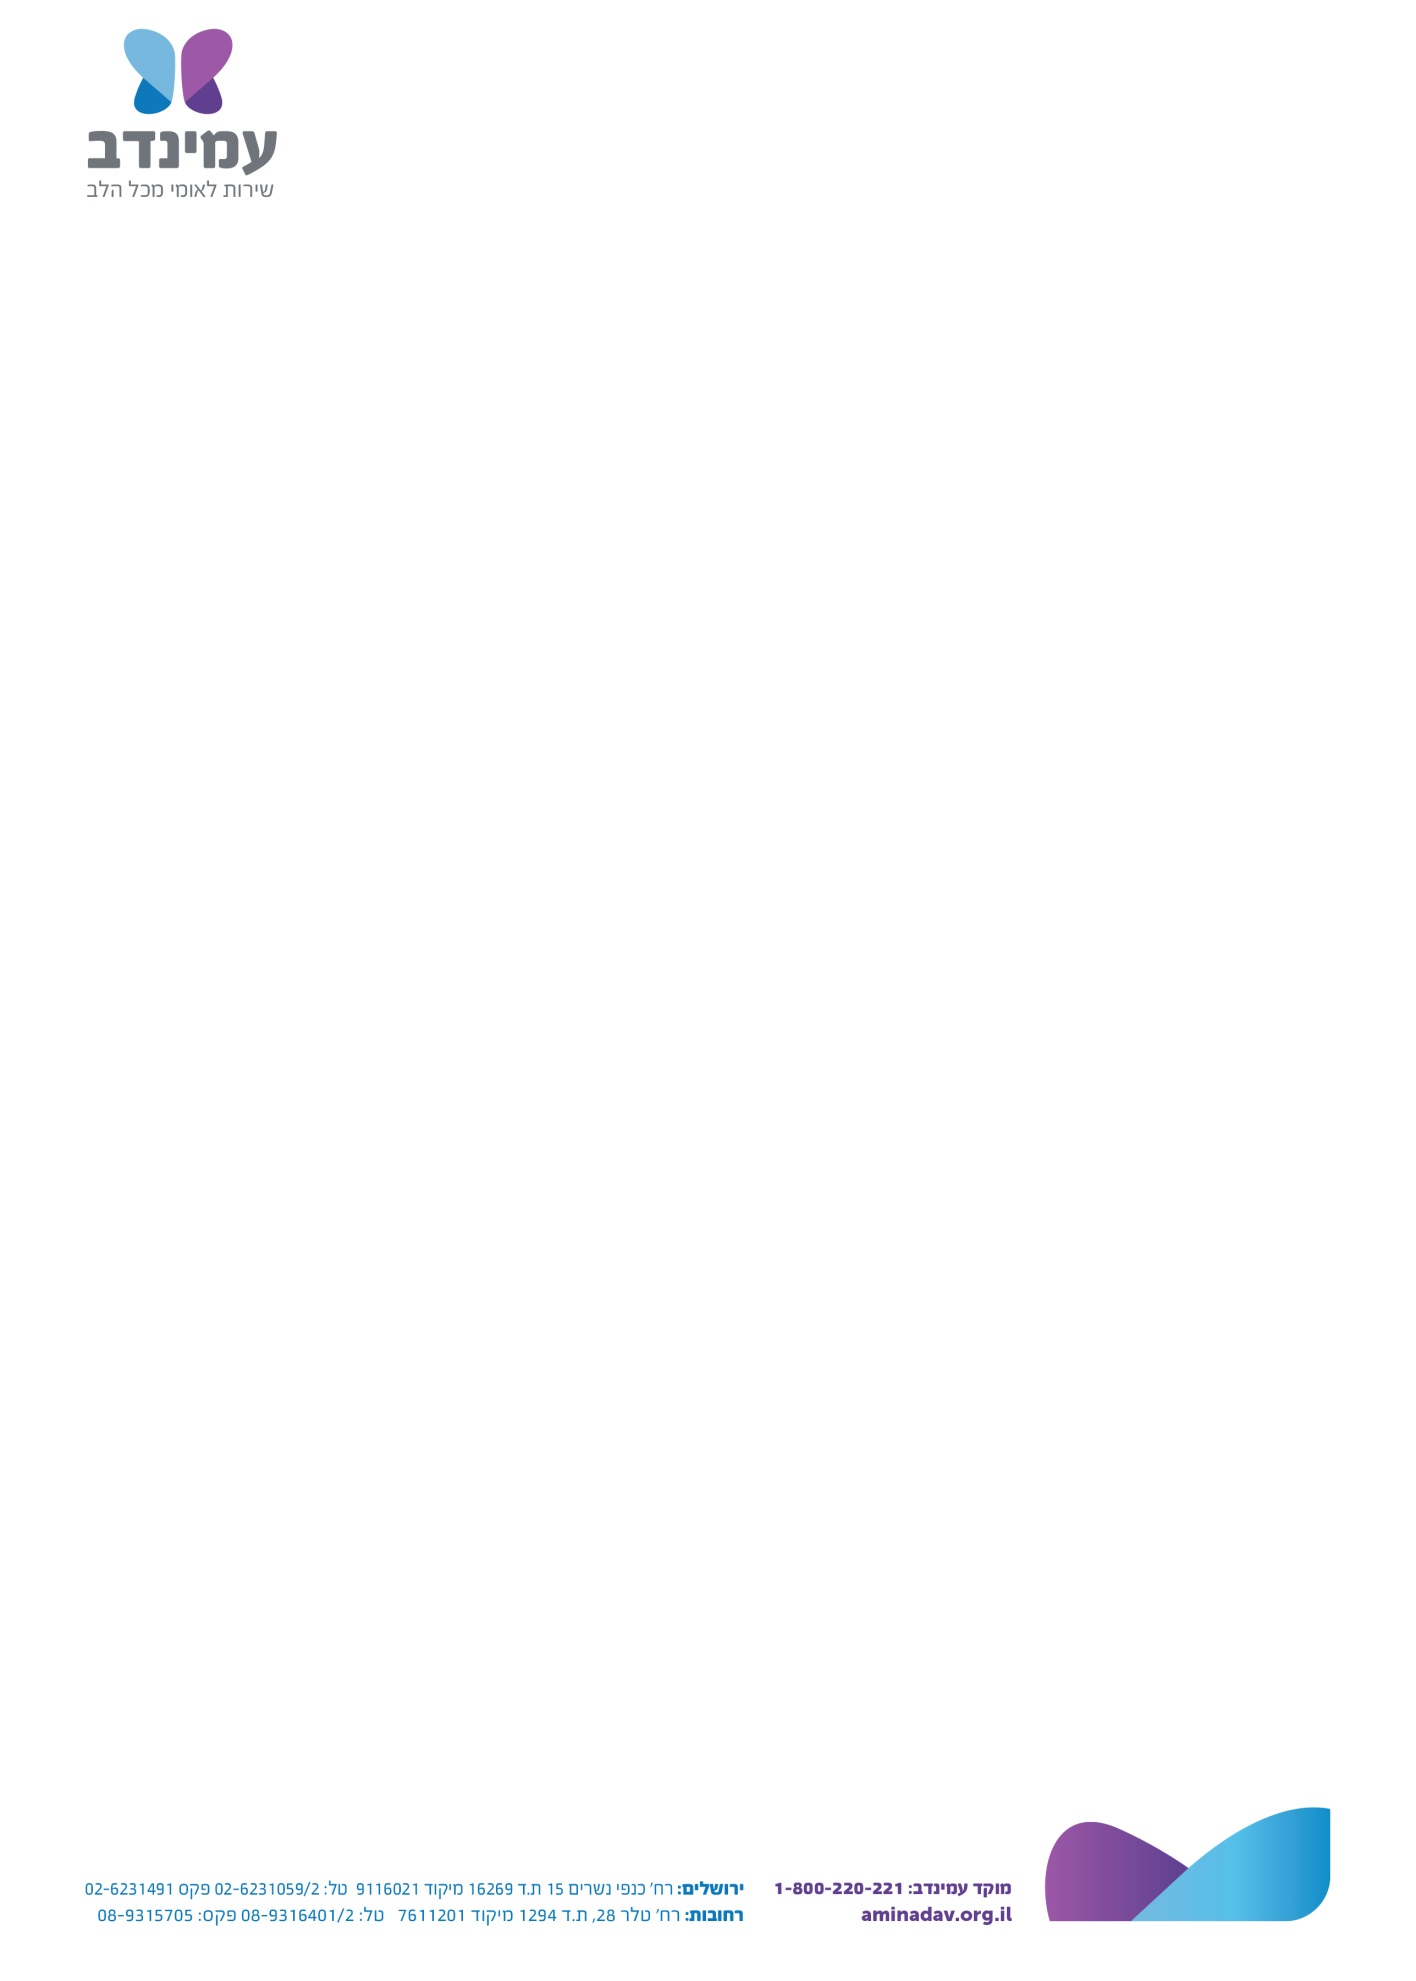 עמינדב
שירות לאומי מכל הלב
מוקד עמינדב: 1-800-220-221
aminadav.org.il
ירושלים: רח' כנפי נשרים 15 ת.ד 16269 מיקוד 9116021 טל: 02-6231059/2 פקס 02-6231491
רחובות: רח' טלר 28, ת.ד 1294 מיקוד 7611201 טל: 08-9316401/2 פקס: 08-9315705